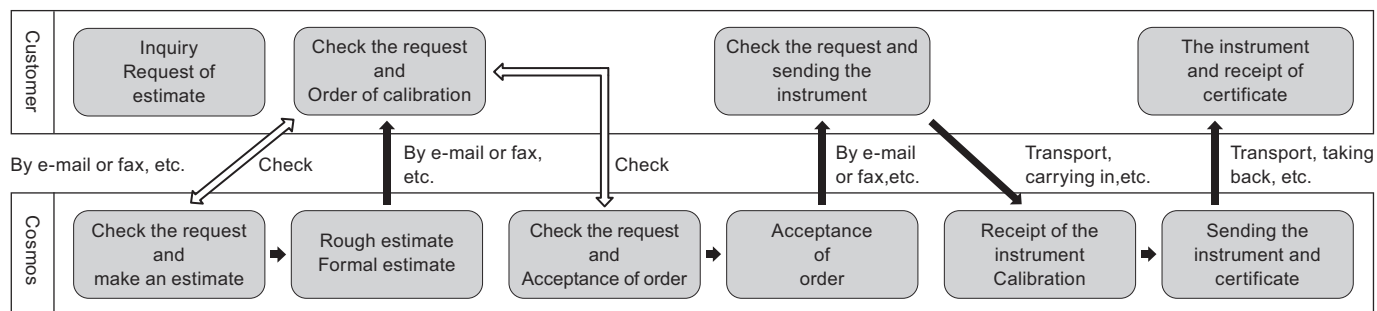 Customer
Inquiry
Request of
estimate
Check the request
and
Order of calibration
Check the request and
sending the
instrument
The instrument
and receipt of
certificate
By e-mail or fax, etc.
Check
By e-mail or fax,
etc.
Check
By e-mail
or fax,etc.
Transport,
carrying in,etc.
Transport, taking
back, etc.
Cosmos
Check the request
and
make an estimate
Rough estimate
Formal estimate
Check the request
and
Acceptance of order
Acceptance
of
order
Receipt of the
instrument
Calibration
Sending the
instrument and
certificate